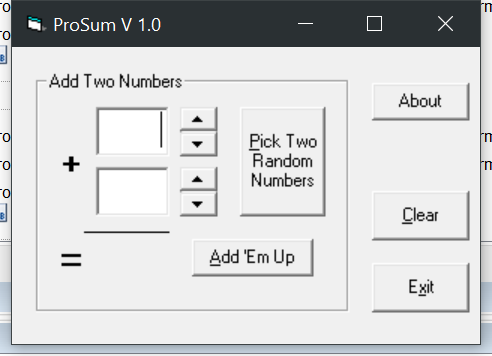 ProSum V 1.0
Add Two Numbers
+
=
Pick Two
Random
Numbers
Add 'Em Up
About
Clear
Exit